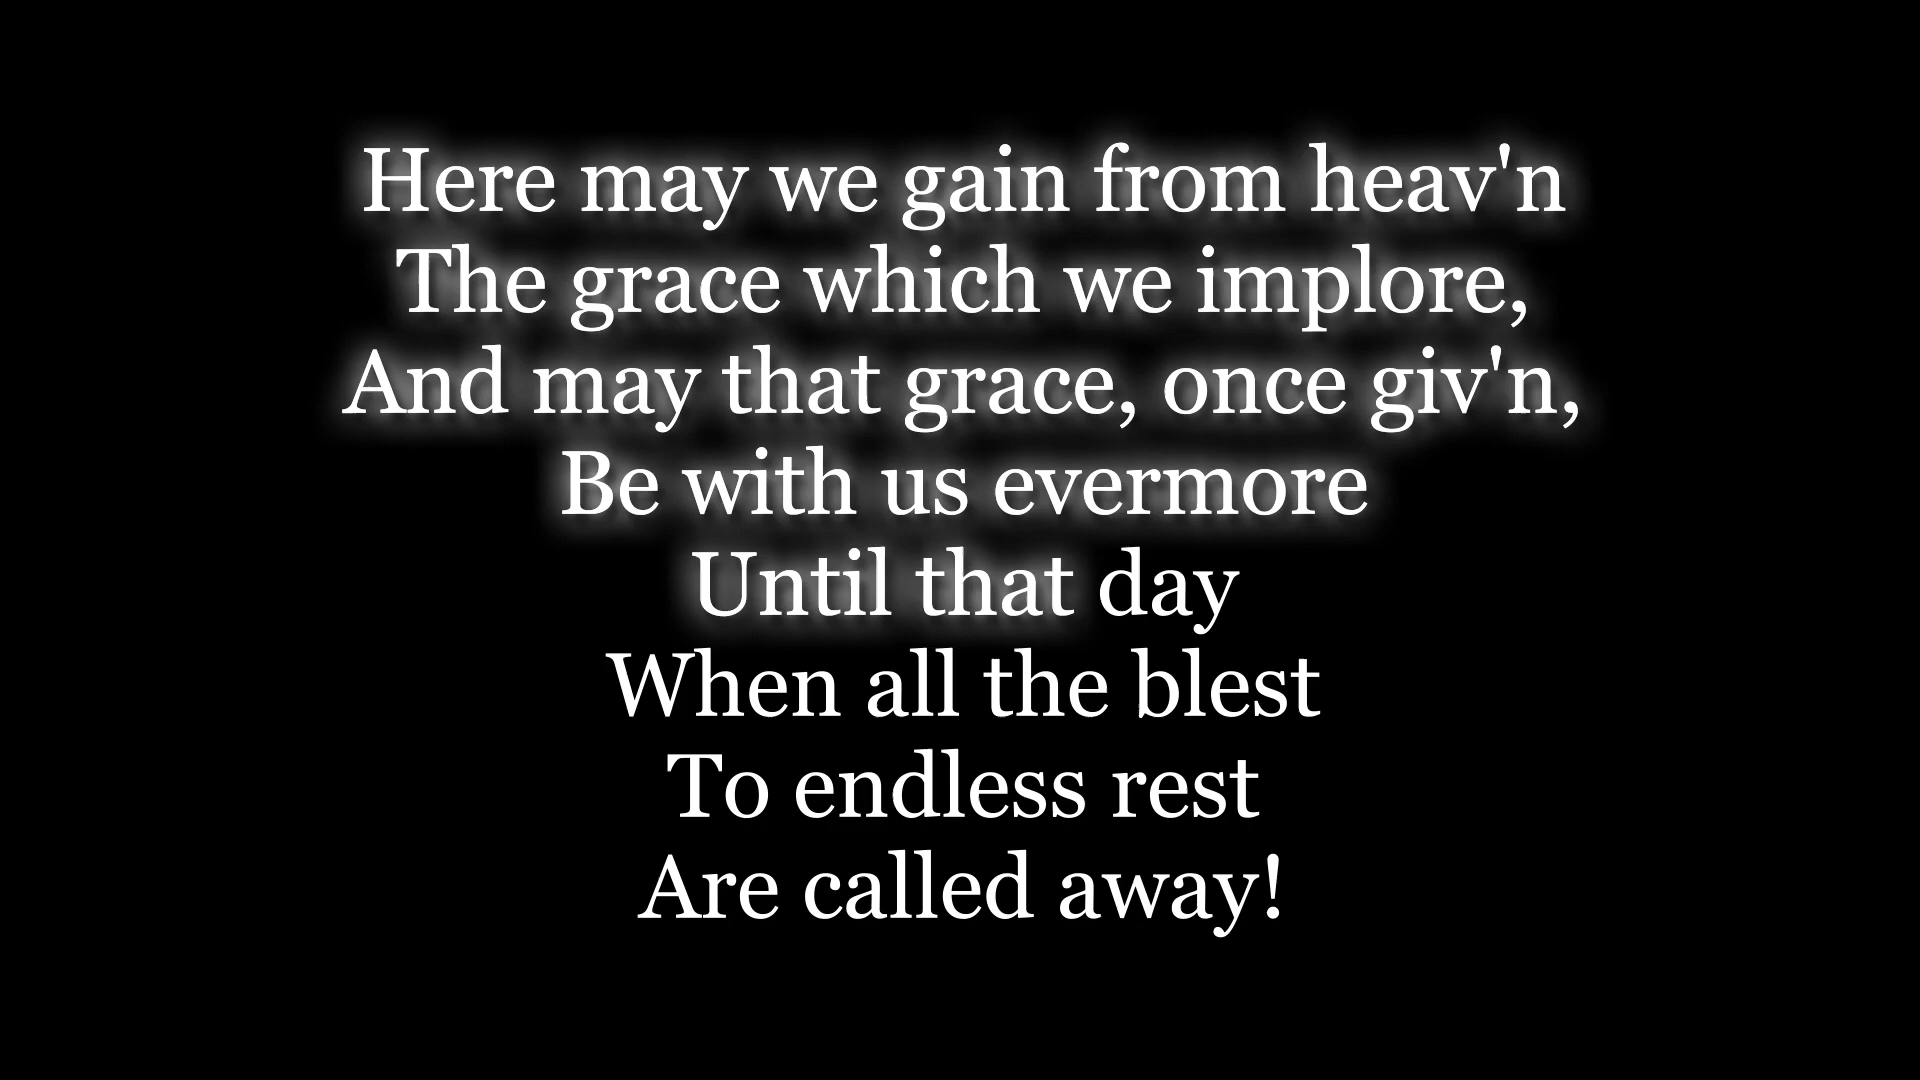 Here may we gain from heav'n
The grace which we implore,
And may that grace, once giv'n,
Be with us evermore
Until that day
When all the blest
To endless rest
Are called away!